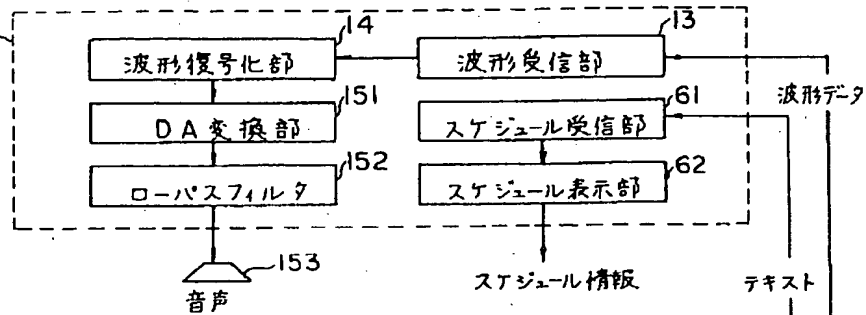 14
13
波形復号化部
波形受信部
波形データ
151
61
DA変換部
スケジュール受信部
152
62
ローパスフィルタ
スケジュール表示部
153
音声
スケジュール情報
テキスト